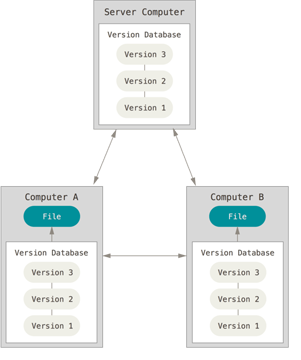 Server Computer
Version Database
Version 3
Version 2
Version 1
Computer A
File
Version Database
Version 3
Version 2
Version 1
Computer B
File
Version Database
Version 3
Version 2
Version 1